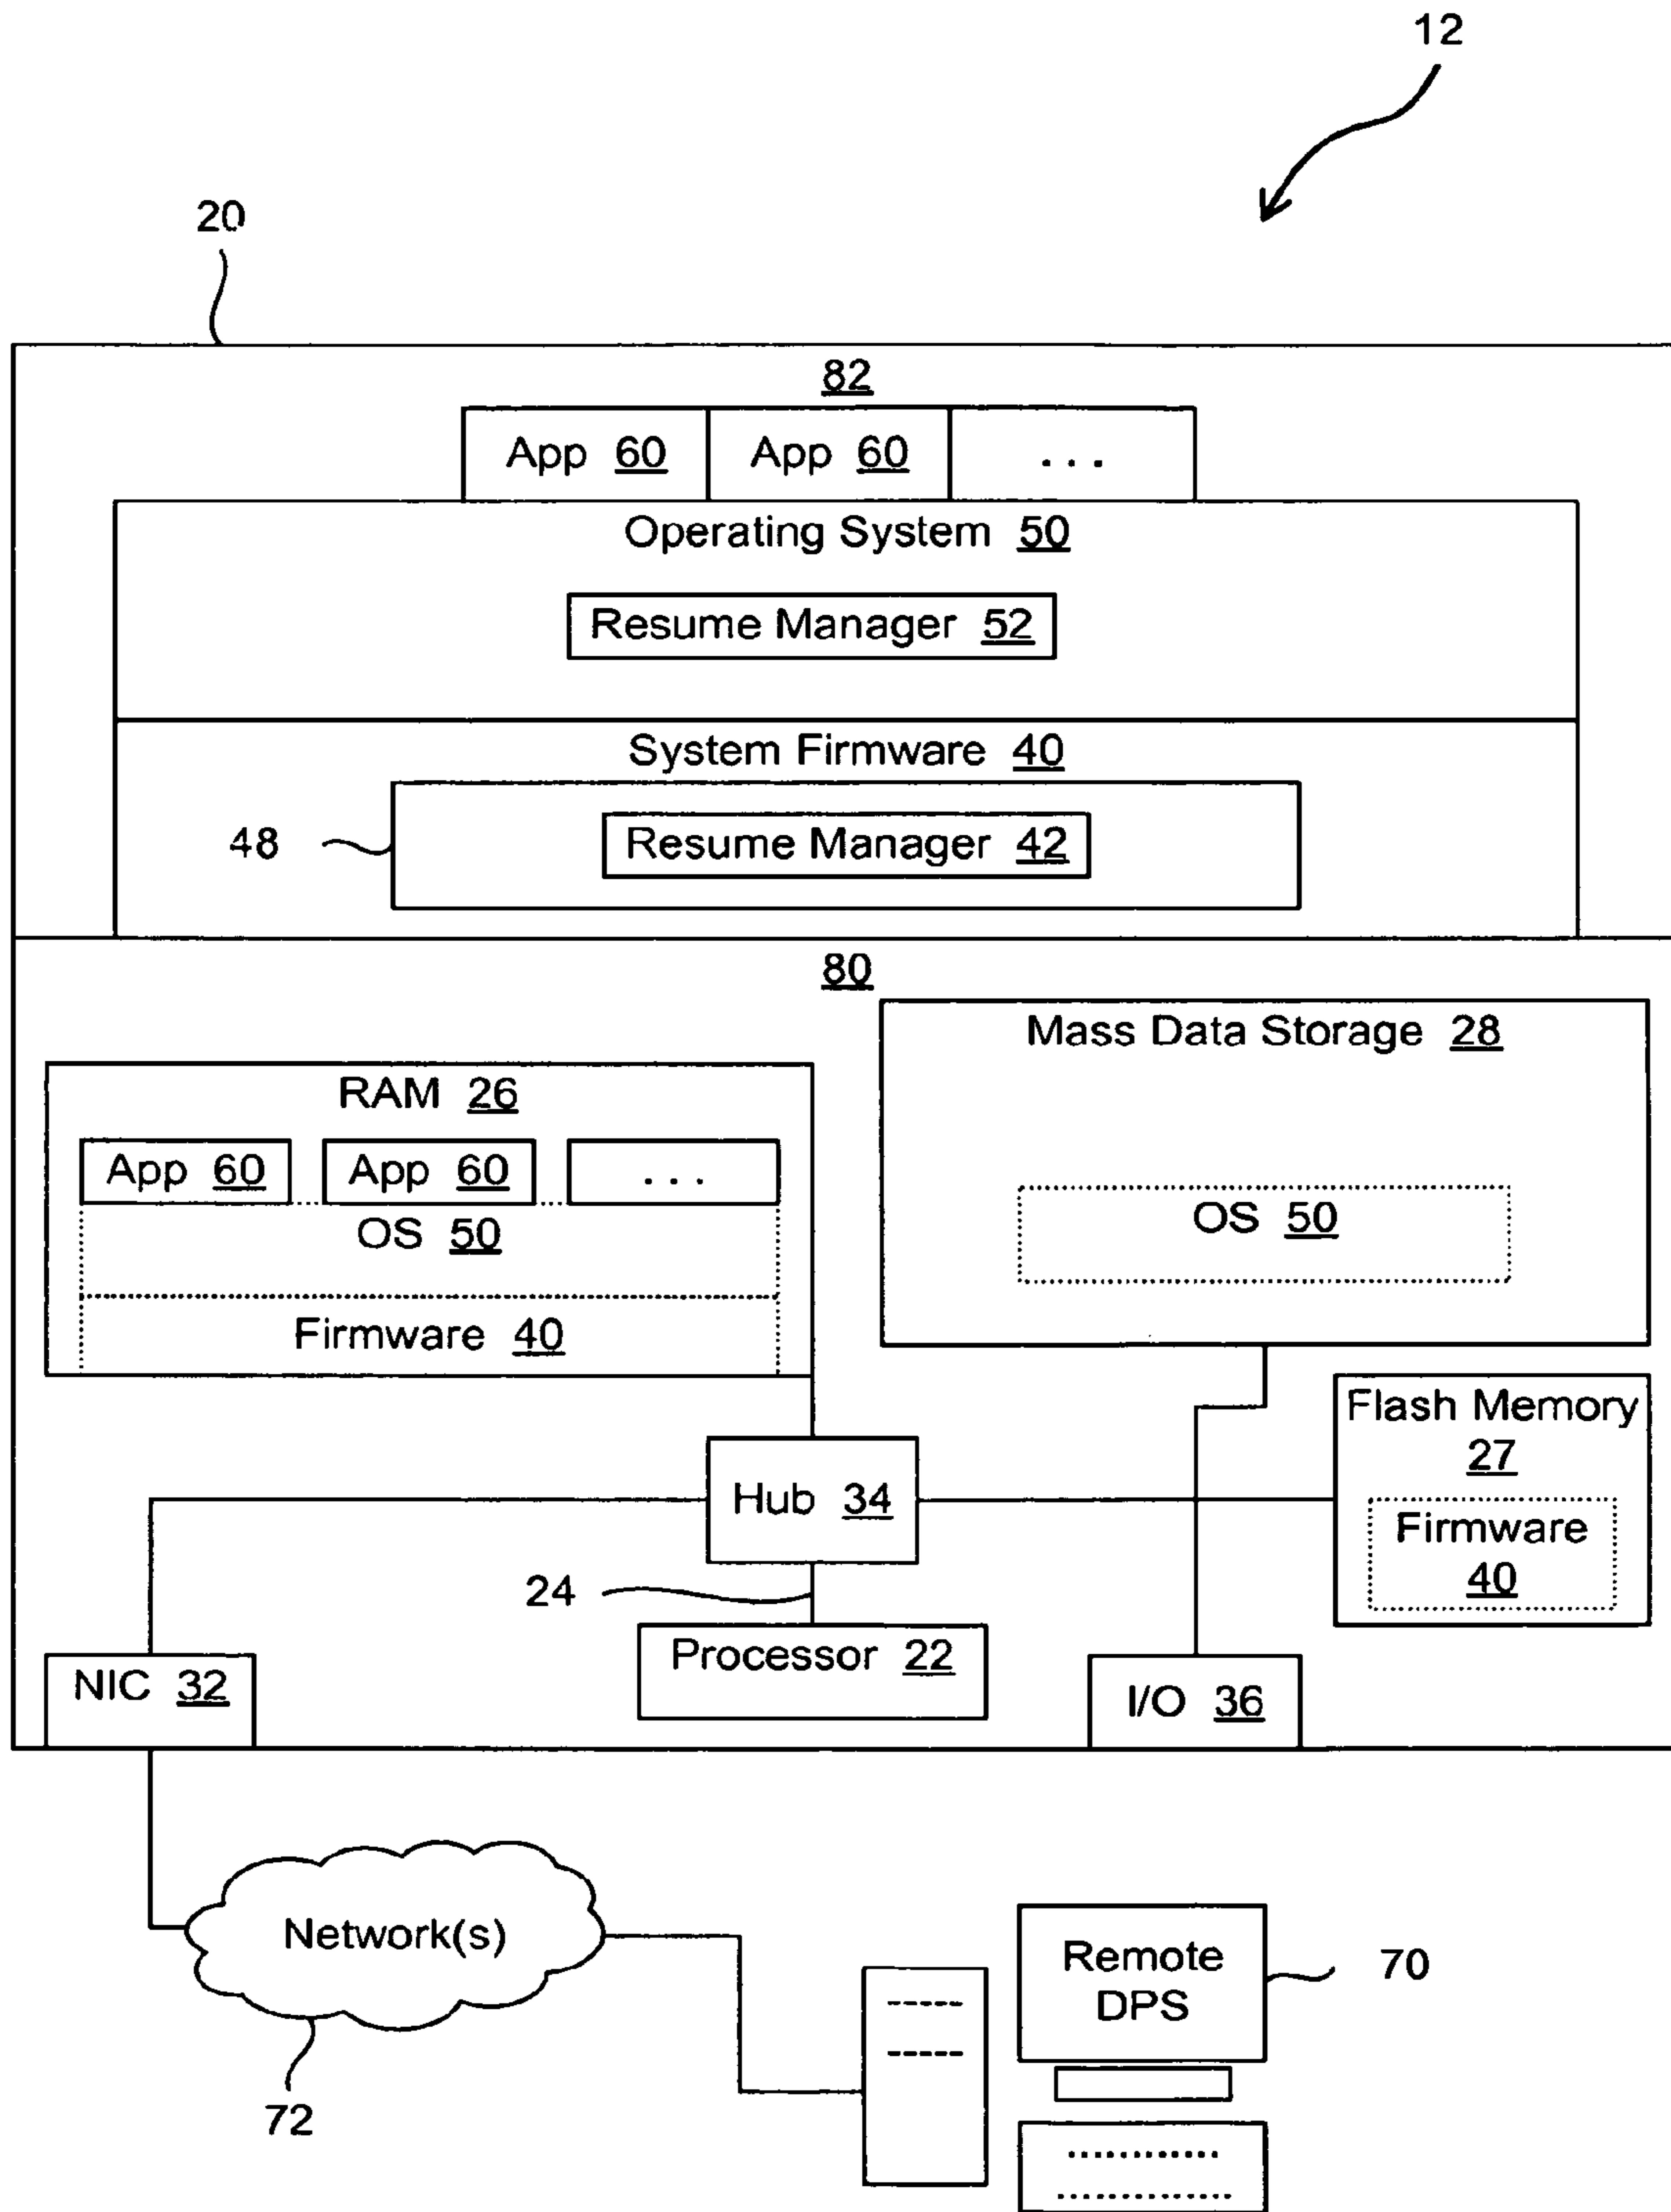 12
20
82
App 60 App 60 . . .
Operating System 50
Resume Manager 52
System Firmware 40
48
Resume Manager 42
80
Mass Data Storage 28
RAM 26
App 60 App 60 . . .
OS 50
OS 50
Firmware 40
Flash Memory
27
Hub 34
Firmware
40
24
Processor 22
NIC 32
I/O 36
Network(s)
Remote
DPS
70
72